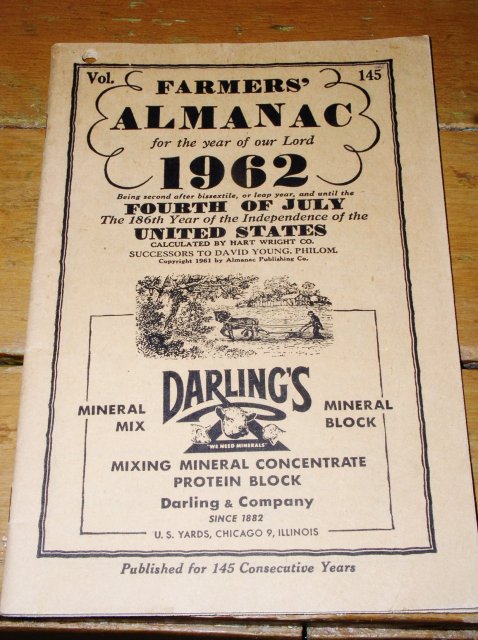 Vol. 145
FARMERS'
ALMANAC
for the year of our Lord
1962
Being second after bissextile, or leap year, and until the
FOURTH OF JULY
The 186th Year of the Independence of the
UNITED STATES
CALCULATED BY HART WRIGHT CO.
SUCCESSORS TO DAVID YOUNG, PHILOM.
Copyright 1961 by Almanac Publishing Co.
DARLING'S
MINERAL MIX
"WE NEED MINERALS"
MINERAL BLOCK
MIXING MINERAL CONCENTRATE
PROTEIN BLOCK
Darling & Company
SINCE 1882
U. S. YARDS, CHICAGO 9, ILLINOIS
Published for 145 Consecutive Years